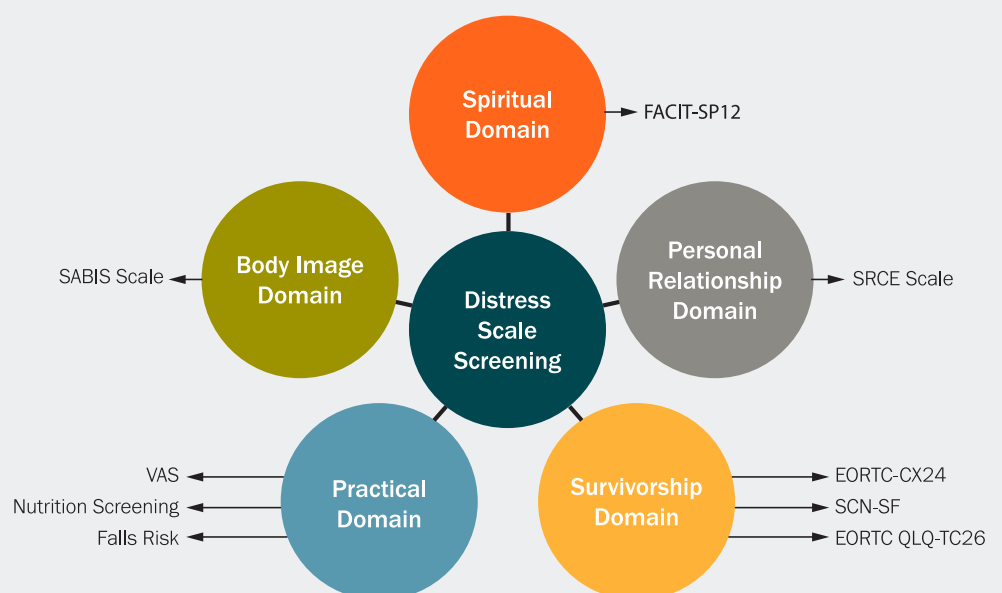 Spiritual
Domain
FACIT-SP12
Body Image
Domain
SABIS Scale
Personal
Relationship
Domain
SRCE Scale
Distress
Scale
Screening
Practical
Domain
VAS
Nutrition Screening
Falls Risk
Survivorship
Domain
EORTC-CX24
SCN-SF
EORTC QLQ-TC26